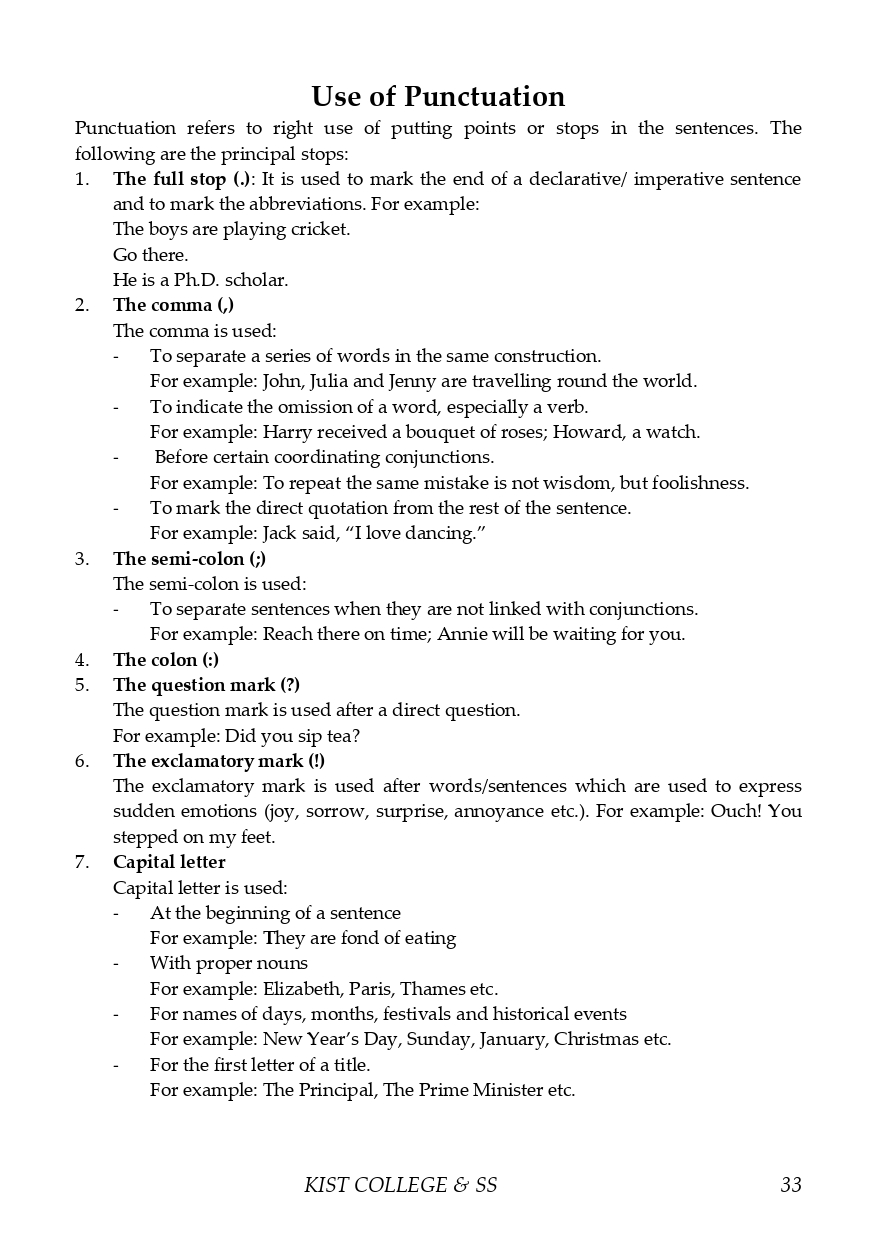 Use of Punctuation
Punctuation refers to right use of putting points or stops in the sentences. The
following are the principal stops:
1. The full stop (.): It is used to mark the end of a declarative/ imperative sentence
and to mark the abbreviations. For example:
The boys are playing cricket.
Go there.
He is a Ph.D. scholar.
2. The comma (,)
The comma is used:
- To separate a series of words in the same construction.
For example: John, Julia and Jenny are travelling round the world.
- To indicate the omission of a word, especially a verb.
For example: Harry received a bouquet of roses; Howard, a watch.
- Before certain coordinating conjunctions.
For example: To repeat the same mistake is not wisdom, but foolishness.
- To mark the direct quotation from the rest of the sentence.
For example: Jack said, “I love dancing.”
3. The semi-colon (;)
The semi-colon is used:
- To separate sentences when they are not linked with conjunctions.
For example: Reach there on time; Annie will be waiting for you.
4. The colon (:)
5. The question mark (?)
The question mark is used after a direct question.
For example: Did you sip tea?
6. The exclamatory mark (!)
The exclamatory mark is used after words/sentences which are used to express
sudden emotions (joy, sorrow, surprise, annoyance etc.). For example: Ouch! You
stepped on my feet.
7. Capital letter
Capital letter is used:
- At the beginning of a sentence
For example: They are fond of eating
- With proper nouns
For example: Elizabeth, Paris, Thames etc.
- For names of days, months, festivals and historical events
For example: New Year’s Day, Sunday, January, Christmas etc.
- For the first letter of a title.
For example: The Principal, The Prime Minister etc.
KIST COLLEGE & SS 33